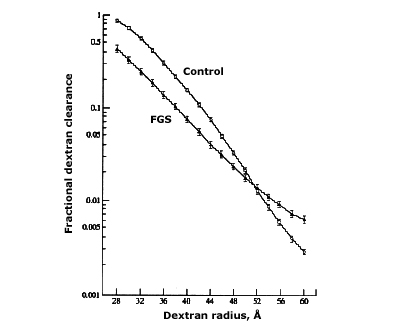 1
0.5
Control
0.1
FGS
0.05
0.01
0.005
0.001
28 32 36 40 44 48 52 56 60
Fractional dextran clearance
Dextran radius, Å